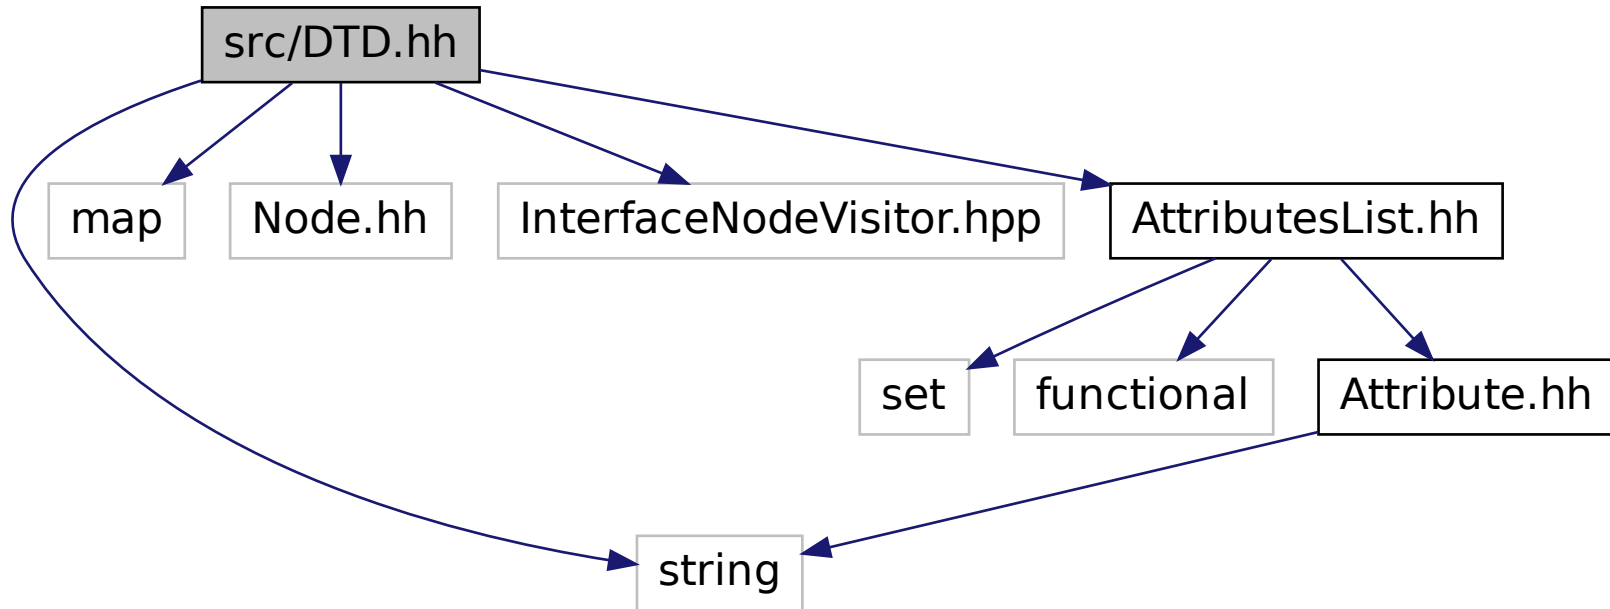 src/DTD.hh
map
Node.hh
InterfaceNodeVisitor.hpp
AttributesList.hh
set
functional
Attribute.hh
string